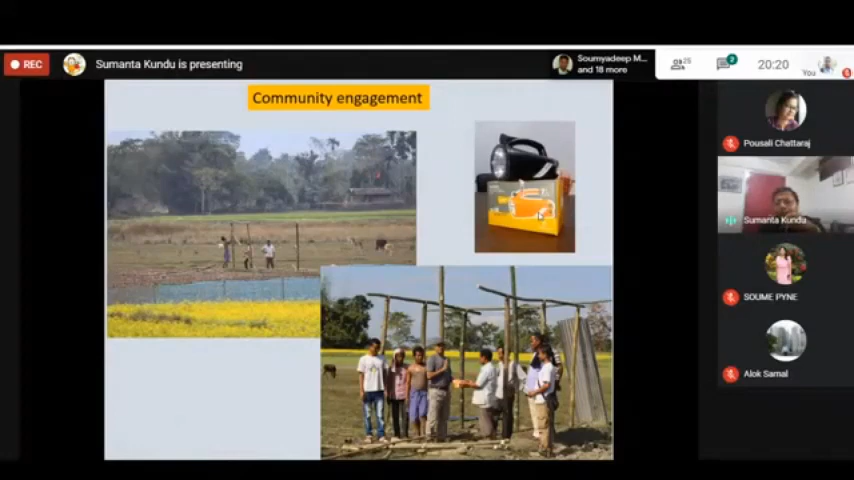 REC
Sumanta Kundu is presenting
Soumyadeep M...
and 18 more
25
2
20:20
You
Community engagement
Pousali Chattaraj
Sumanta Kundu
SOUME PYNE
Alok Samal